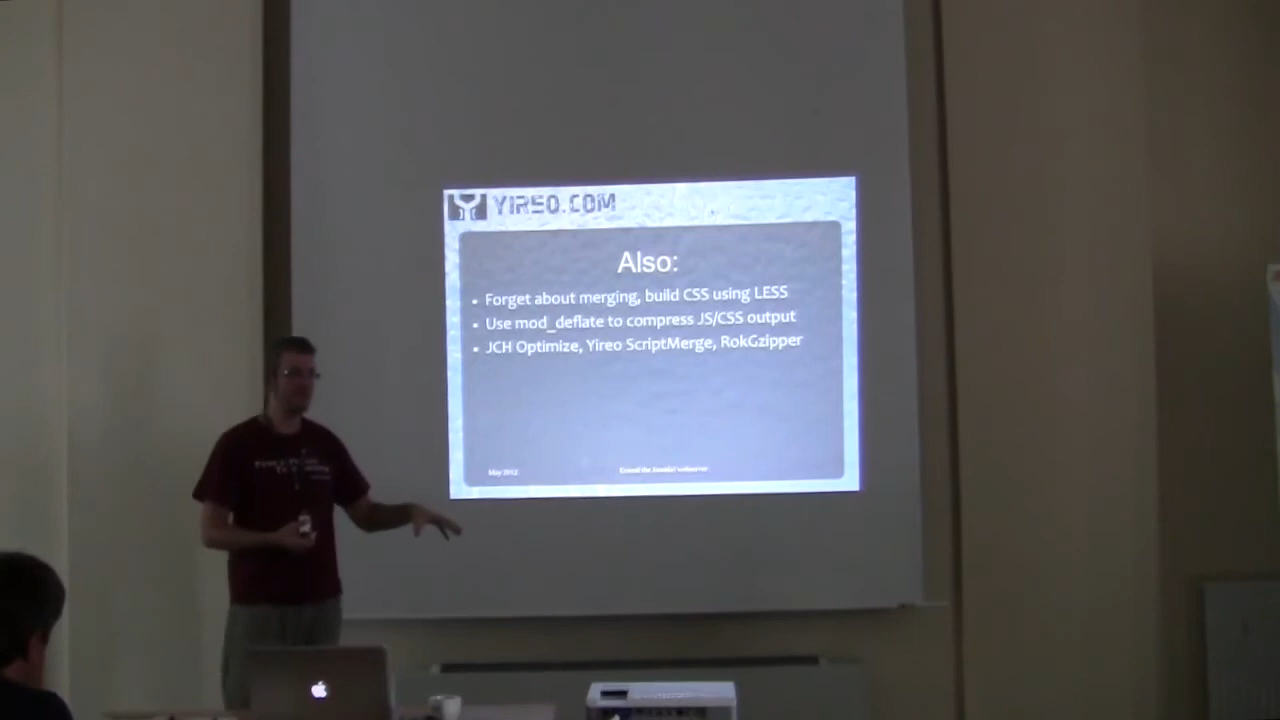 YIREO.COM
Also:
Forget about merging, build CSS using LESS
Use mod_deflate to compress JS/CSS output
JCH Optimize, Yireo ScriptMerge, RokGzipper
May 2012